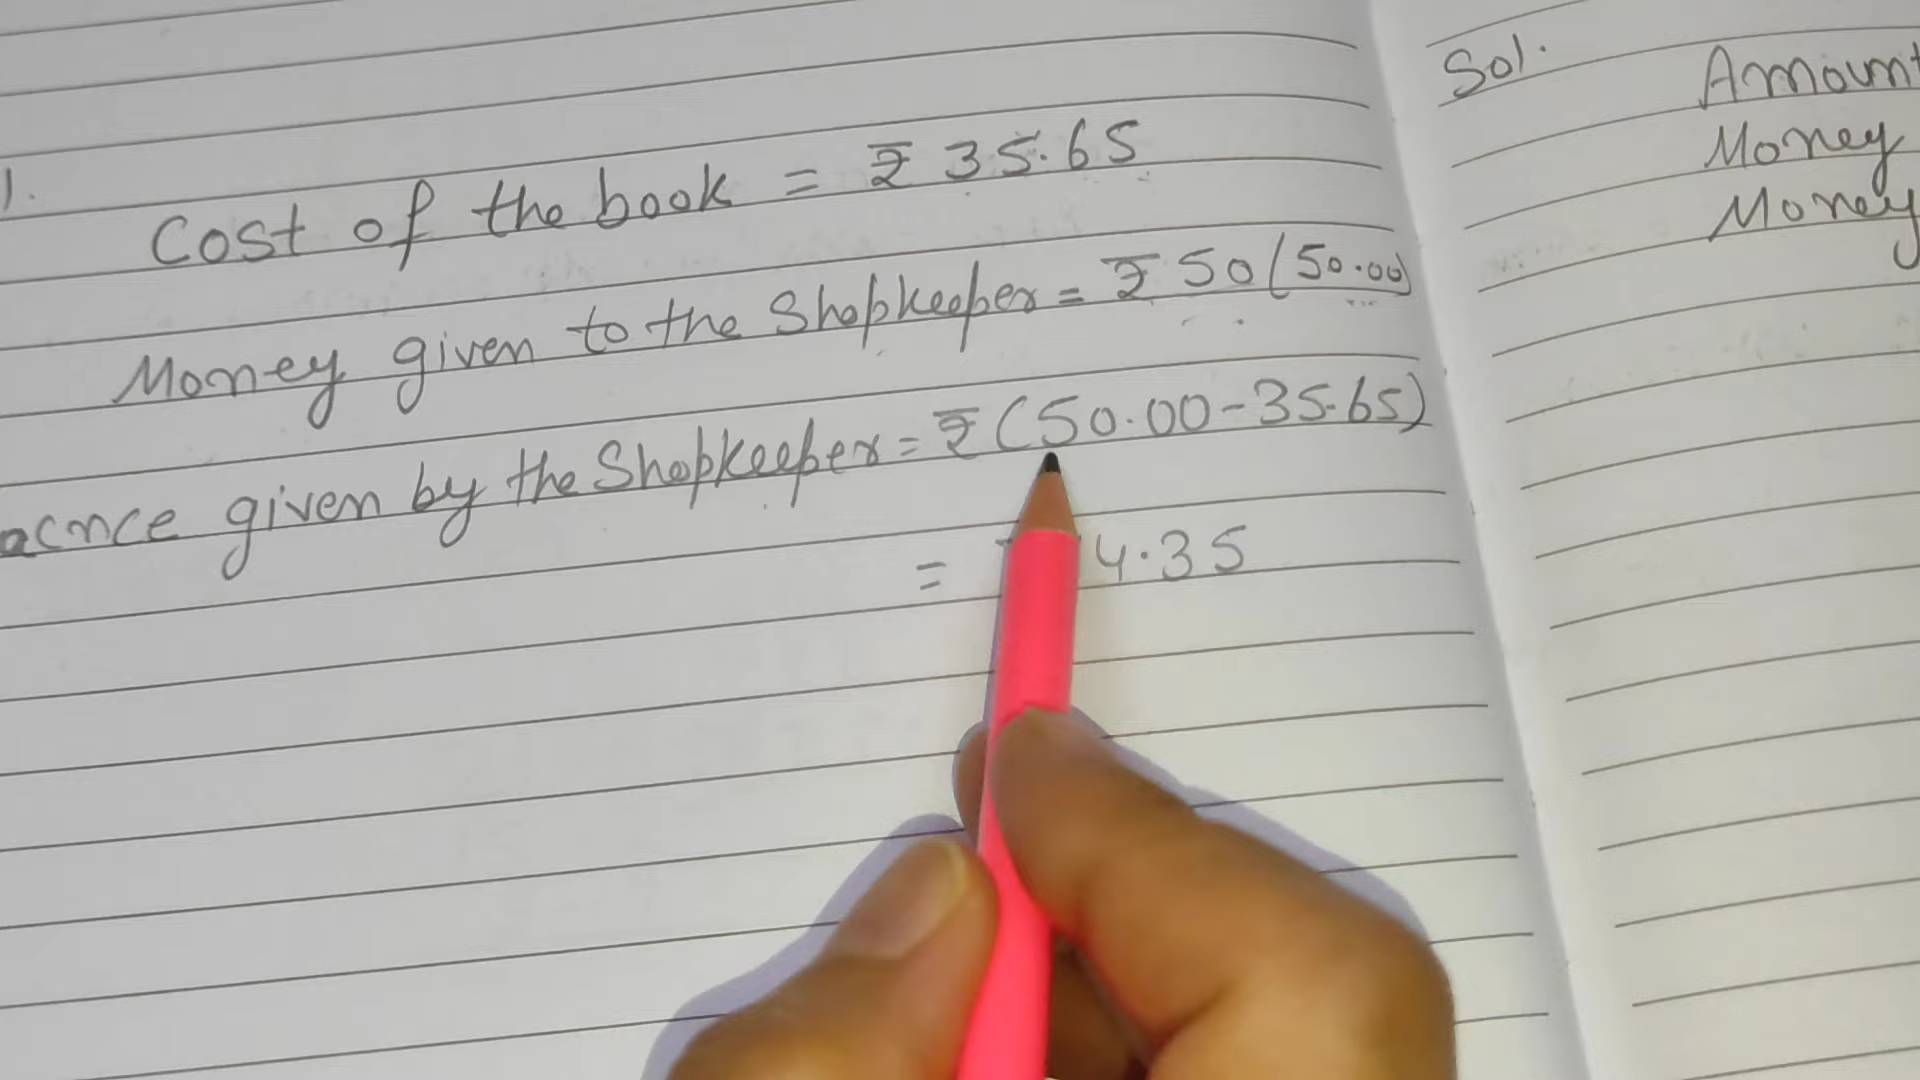 1.
Cost of the book = ₹ 35.65
Money given to the Shopkeeper = ₹ 50 (50.00)
given by the Shopkeeper = ₹ (50.00 - 35.65)
= 4.35
Sol.
Amount
Money
Money